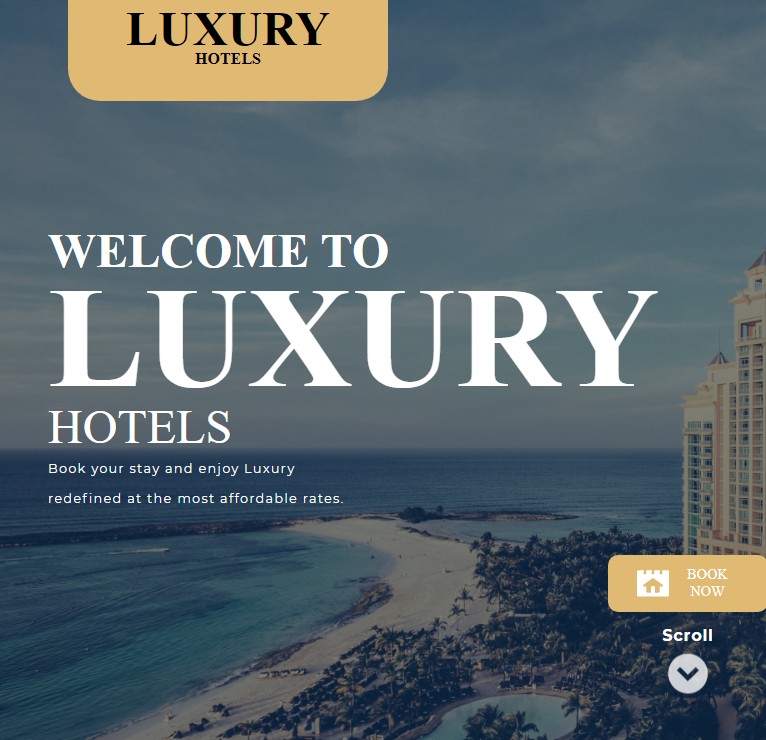 LUXURY
HOTELS
WELCOME TO
LUXURY
HOTELS
Book your stay and enjoy Luxury
redefined at the most affordable rates.
BOOK
NOW
Scroll